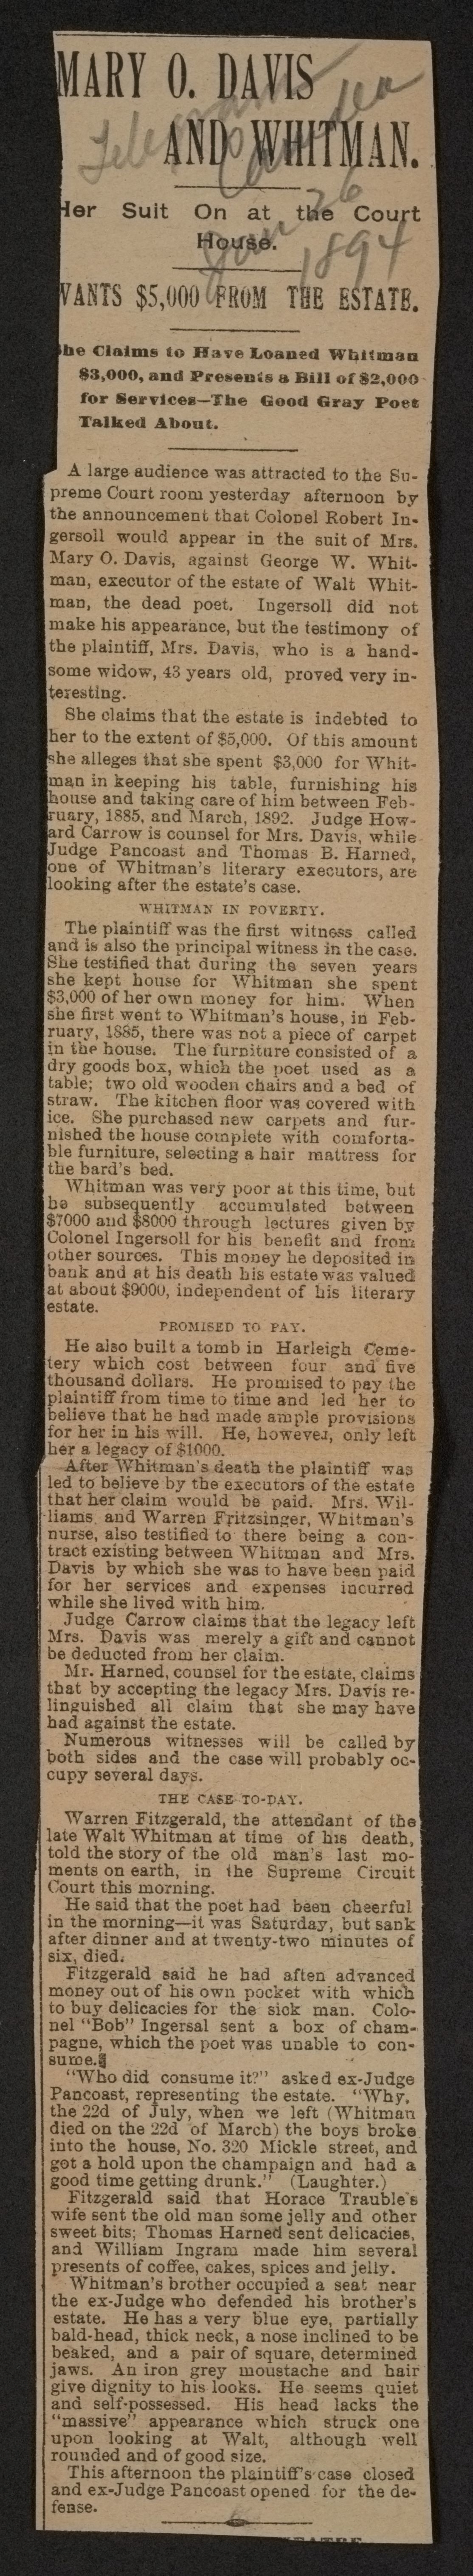 MARY O. DAVIS
AND WHITMAN.
Telegram
Camden
Jan 26
1894
Her Suit On at the Court
House.
WANTS $5,000 FROM THE ESTATE.
She Claims to Have Loaned Whitman
$3,000, and Presents a Bill of $2,000
for Services—The Good Gray Poet
Talked About.
A large audience was attracted to the Su-
preme Court room yesterday afternoon by
the announcement that Colonel Robert In-
gersoll would appear in the suit of Mrs.
Mary O. Davis, against George W. Whit-
man, executor of the estate of Walt Whit-
man, the dead poet. Ingersoll did not
make his appearance, but the testimony of
the plaintiff, Mrs. Davis, who is a hand-
some widow, 43 years old, proved very in-
teresting.
She claims that the estate is indebted to
her to the extent of $5,000. Of this amount
she alleges that she spent $3,000 for Whit-
man in keeping his table, furnishing his
house and taking care of him between Feb-
ruary, 1885, and March, 1892. Judge How-
ard Carrow is counsel for Mrs. Davis, while
Judge Pancoast and Thomas B. Harned,
one of Whitman's literary executors, are
looking after the estate's case.
WHITMAN IN POVERTY.
The plaintiff was the first witness called
and is also the principal witness in the case.
She testified that during the seven years
she kept house for Whitman she spent
$3,000 of her own money for him. When
she first went to Whitman's house, in Feb-
ruary, 1885, there was not a piece of carpet
in the house. The furniture consisted of a
dry goods box, which the poet used as a
table; two old wooden chairs and a bed of
straw. The kitchen floor was covered with
ice. She purchased new carpets and fur-
nished the house complete with comforta-
ble furniture, selecting a hair mattress for
the bard's bed.
Whitman was very poor at this time, but
he subsequently accumulated between
$7000 and $8000 through lectures given by
Colonel Ingersoll for his benefit and from
other sources. This money he deposited in
bank and at his death his estate was valued
at about $9000, independent of his literary
estate.
PROMISED TO PAY.
He also built a tomb in Harleigh Ceme-
tery which cost between four and five
thousand dollars. He promised to pay the
plaintiff from time to time and led her to
believe that he had made ample provisions
for her in his will. He, however, only left
her a legacy of $1000.
After Whitman's death the plaintiff was
led to believe by the executors of the estate
that her claim would be paid. Mrs. Wil-
liams, and Warren Fritzsinger, Whitman's
nurse, also testified to there being a con-
tract existing between Whitman and Mrs.
Davis by which she was to have been paid
for her services and expenses incurred
while she lived with him.
Judge Carrow claims that the legacy left
Mrs. Davis was merely a gift and cannot
be deducted from her claim.
Mr. Harned, counsel for the estate, claims
that by accepting the legacy Mrs. Davis re-
linguished all claim that she may have
had against the estate.
Numerous witnesses will be called by
both sides and the case will probably oc-
cupy several days.
THE CASE TO-DAY.
Warren Fitzgerald, the attendant of the
late Walt Whitman at time of his death,
told the story of the old man's last mo-
ments on earth, in the Supreme Circuit
Court this morning.
He said that the poet had been cheerful
in the morning—it was Saturday, but sank
after dinner and at twenty-two minutes of
six, died.
Fitzgerald said he had aften advanced
money out of his own pocket with which
to buy delicacies for the sick man. Colo-
nel "Bob" Ingersal sent a box of cham-
pagne, which the poet was unable to con-
sume.
"Who did consume it?" asked ex-Judge
Pancoast, representing the estate. "Why,
the 22d of July, when we left (Whitman
died on the 22d of March) the boys broke
into the house, No. 320 Mickle street, and
got a hold upon the champaign and had a
good time getting drunk." (Laughter.)
Fitzgerald said that Horace Trauble's
wife sent the old man some jelly and other
sweet bits; Thomas Harned sent delicacies,
and William Ingram made him several
presents of coffee, cakes, spices and jelly.
Whitman's brother occupied a seat near
the ex-Judge who defended his brother's
estate. He has a very blue eye, partially
bald-head, thick neck, a nose inclined to be
beaked, and a pair of square, determined
jaws. An iron grey moustache and hair
give dignity to his looks. He seems quiet
and self-possessed. His head lacks the
"massive" appearance which struck one
upon looking at Walt, although well
rounded and of good size.
This afternoon the plaintiff's case closed
and ex-Judge Pancoast opened for the de-
fense.